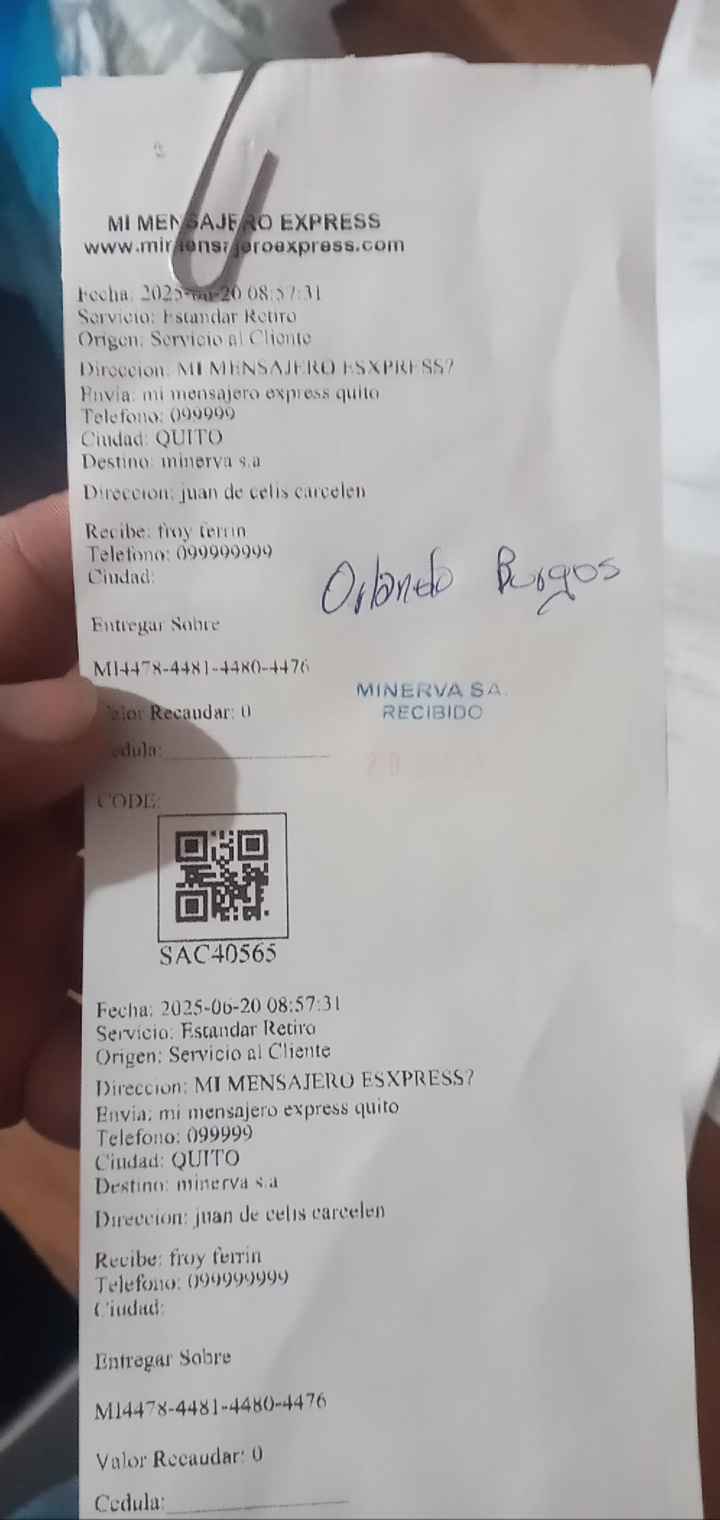 MI MENSAJERO EXPRESS
www.mimensajeroexpress.com
Fecha: 2025-06-20 08:57:31
Servicio: Estandar Retiro
Origen: Servicio al Cliente
Direccion: MI MENSAJERO ESXPRESS?
Envia: mi mensajero express quito
Telefono: 099999
Ciudad: QUITO
Destino: minerva s.a
Direccion: juan de celis carcelen
Recibe: froy ferrin
Telefono: 099999999
Ciudad:
Orlando Burgos
Entregar Sobre
MI4478-4481-4480-4476
MINERVA SA.
Valor Recaudar: 0
RECIBIDO
Cedula:
CODE:
SAC40565
Fecha: 2025-06-20 08:57:31
Servicio: Estandar Retiro
Origen: Servicio al Cliente
Direccion: MI MENSAJERO ESXPRESS?
Envia: mi mensajero express quito
Telefono: 099999
Ciudad: QUITO
Destino: minerva s.a
Direccion: juan de celis carcelen
Recibe: froy ferrin
Telefono: 099999999
Ciudad:
Entregar Sobre
MI4478-4481-4480-4476
Valor Recaudar: 0
Cedula: